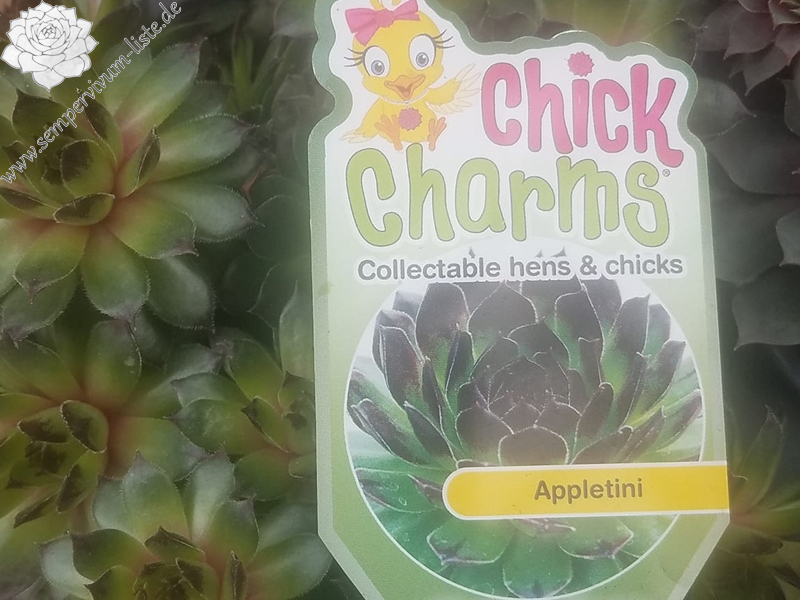 www.sempervivum-liste.de
Chick
Charms®
Collectable hens & chicks
Appletini